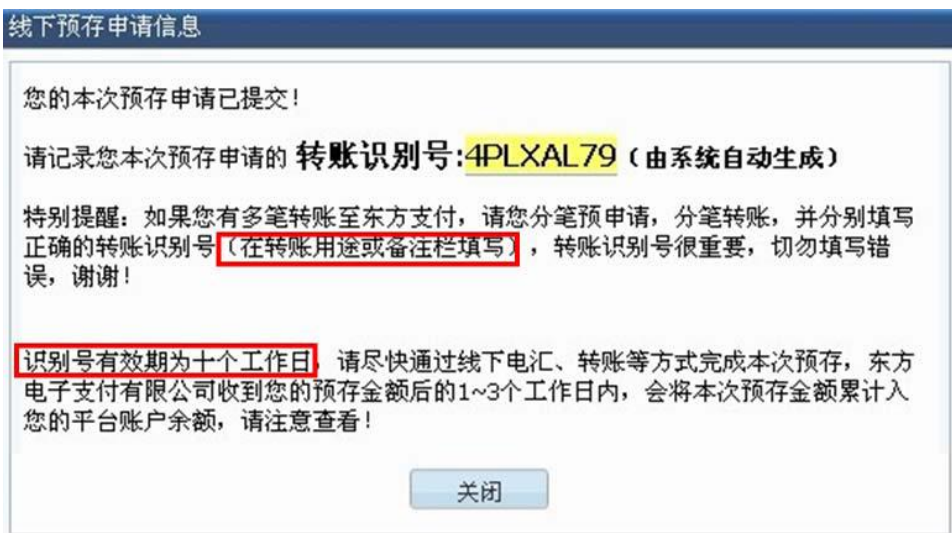 线下预存申请信息
您的本次预存申请已提交！
请记录您本次预存申请的 转账识别号:4PLXAL79（由系统自动生成）
特别提醒：如果您有多笔转账至东方支付，请您分笔预申请，分笔转账，并分别填写
正确的转账识别号（在转账用途或备注栏填写），转账识别号很重要，切勿填写错
误，谢谢！
识别号有效期为十个工作日，请尽快通过线下电汇、转账等方式完成本次预存，东方
电子支付有限公司收到您的预存金额后的1~3个工作日内，会将本次预存金额累计入
您的平台账户余额，请注意查看！
关闭